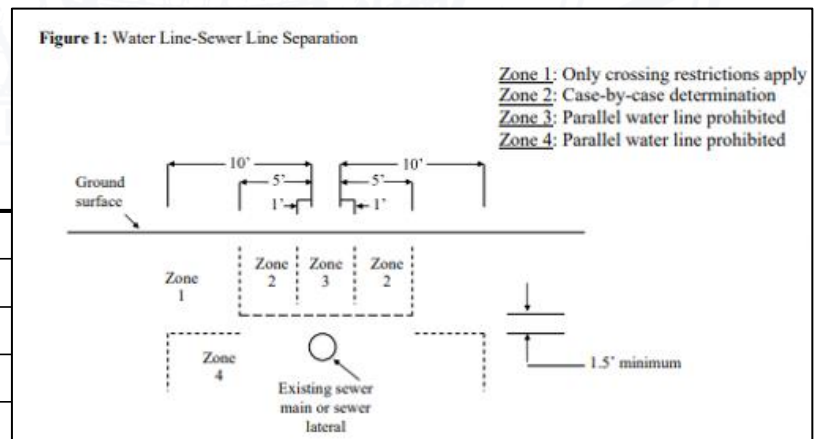 Figure 1: Water Line-Sewer Line Separation
Zone 1: Only crossing restrictions apply
Zone 2: Case-by-case determination
Zone 3: Parallel water line prohibited
Zone 4: Parallel water line prohibited
10' 10'
5' 5'
1' 1'
Ground
surface
Zone
1
Zone
2
Zone
3
Zone
2
Zone
4
1.5' minimum
Existing sewer
main or sewer
lateral